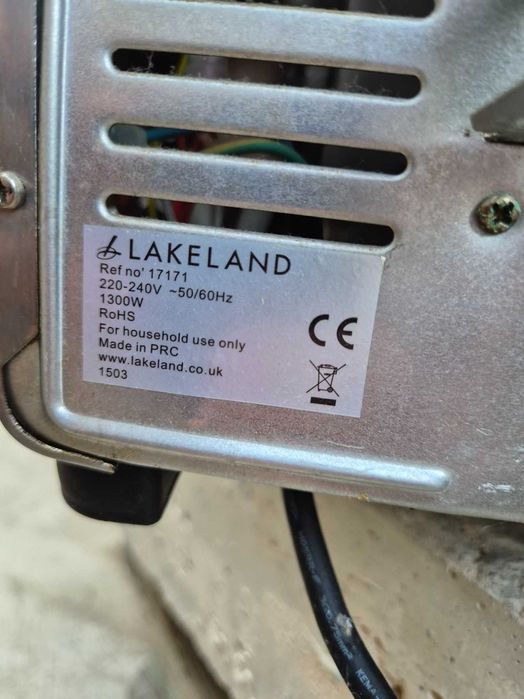 LAKELAND
Ref no' 17171
220-240V ~50/60Hz
1300W
RoHS
For household use only
Made in PRC
www.lakeland.co.uk
1503
CE
KEMA